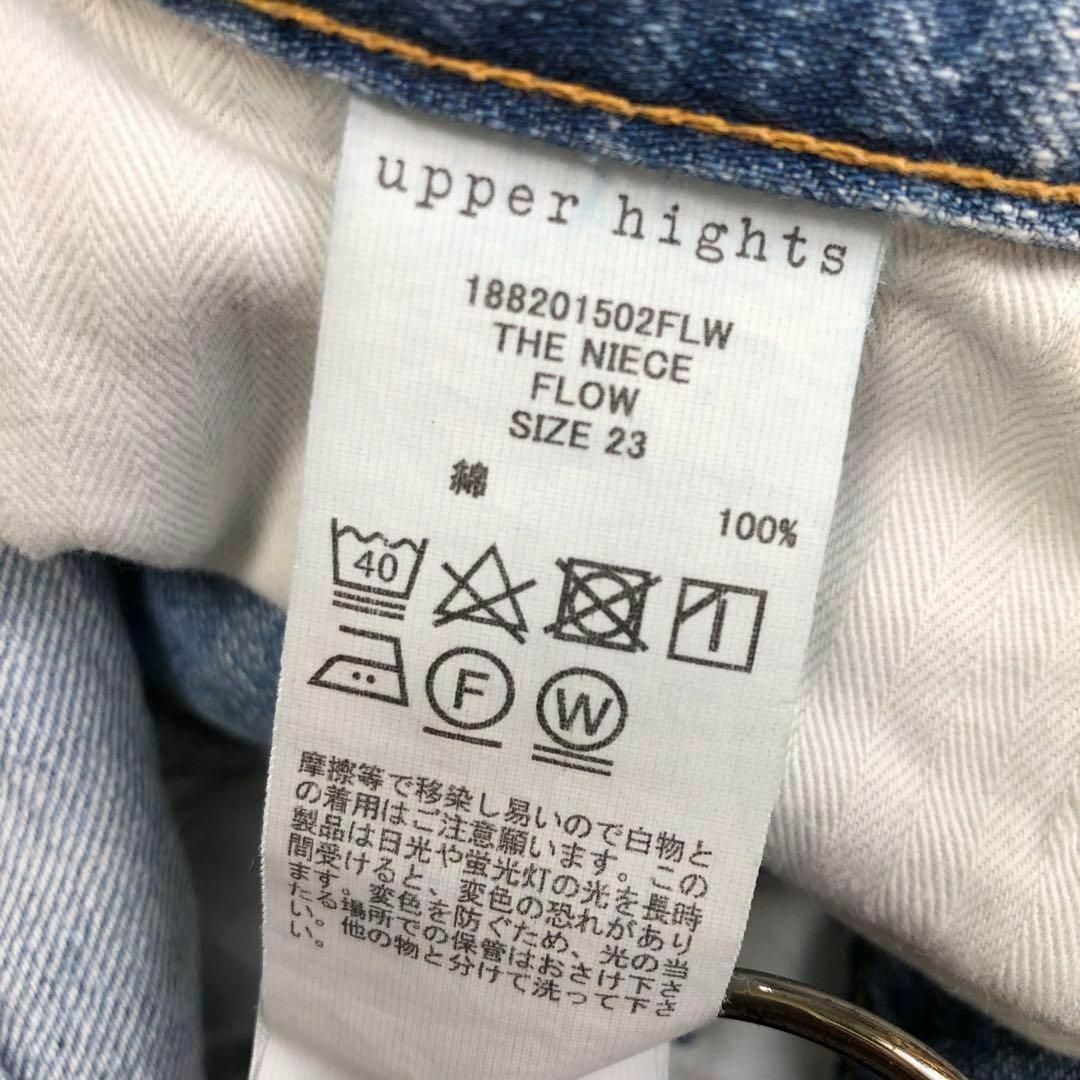 upper hights
188201502FLW
THE NIECE
FLOW
SIZE 23
綿 100%
40
F W
摩擦等で移染し易いので白物と
の着用はご注意願います。この
製品は日光や蛍光灯の光を長時
間受けると、変色の恐れがあり
ます。変色を防ぐため、光の当
たる場所での保管はおさけ下さ
い。他の物と分けて洗って下さ
い。